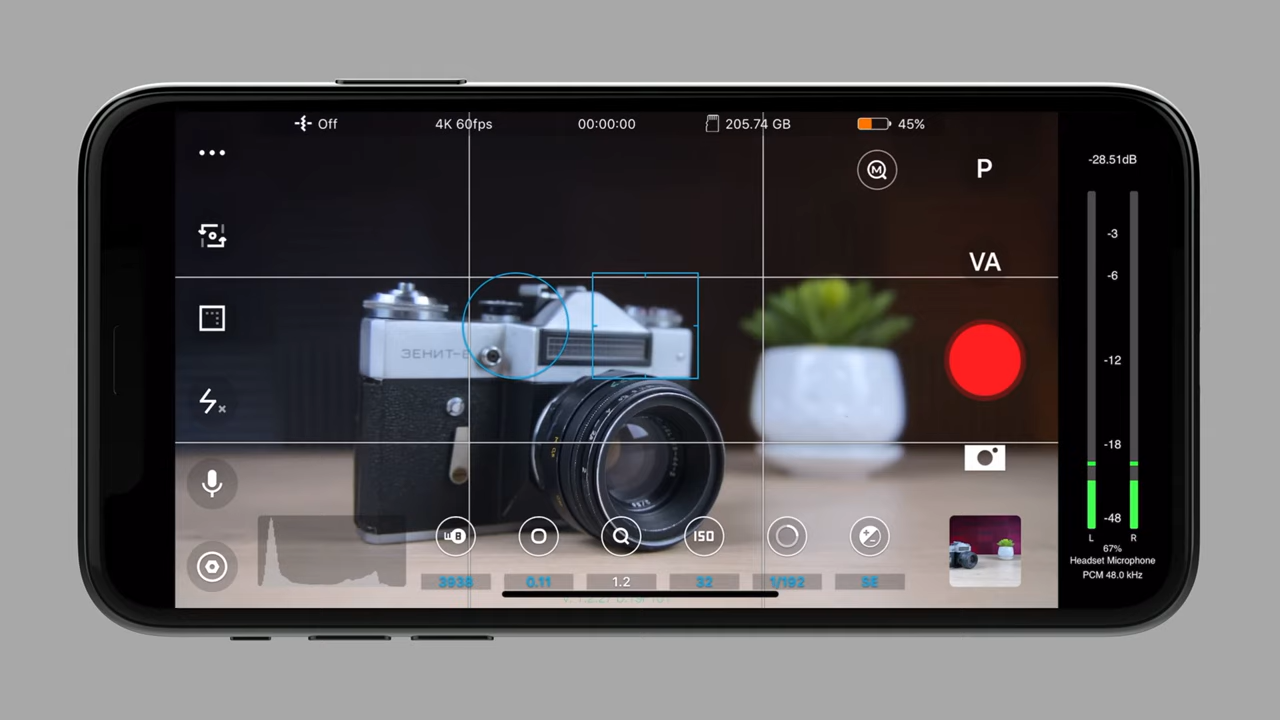 Off 4K 60fps 00:00:00 205.74 GB 45%
-28.51dB
M
P
VA
-3
-6
-12
-18
-48
L R
67%
Headset Microphone
PCM 48.0 kHz
ЗЕНИТ-Е
WB ISO
3938 0.11 1.2 32 1/192 SE